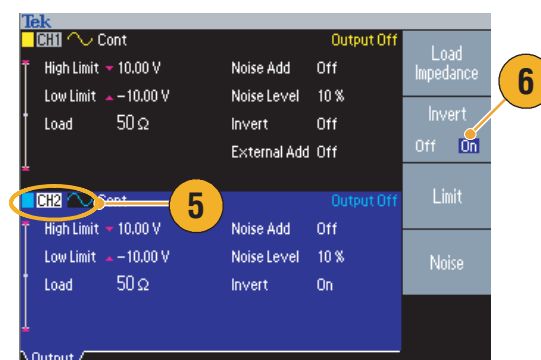 Tek
CH1 Cont Output Off
High Limit 10.00 V Noise Add Off
Low Limit –10.00 V Noise Level 10 %
Load 50 Ω Invert Off
External Add Off
CH2 Cont Output Off
High Limit 10.00 V Noise Add Off
Low Limit –10.00 V Noise Level 10 %
Load 50 Ω Invert On
Output
Load
Impedance
Invert
Off On
Limit
Noise
5
6